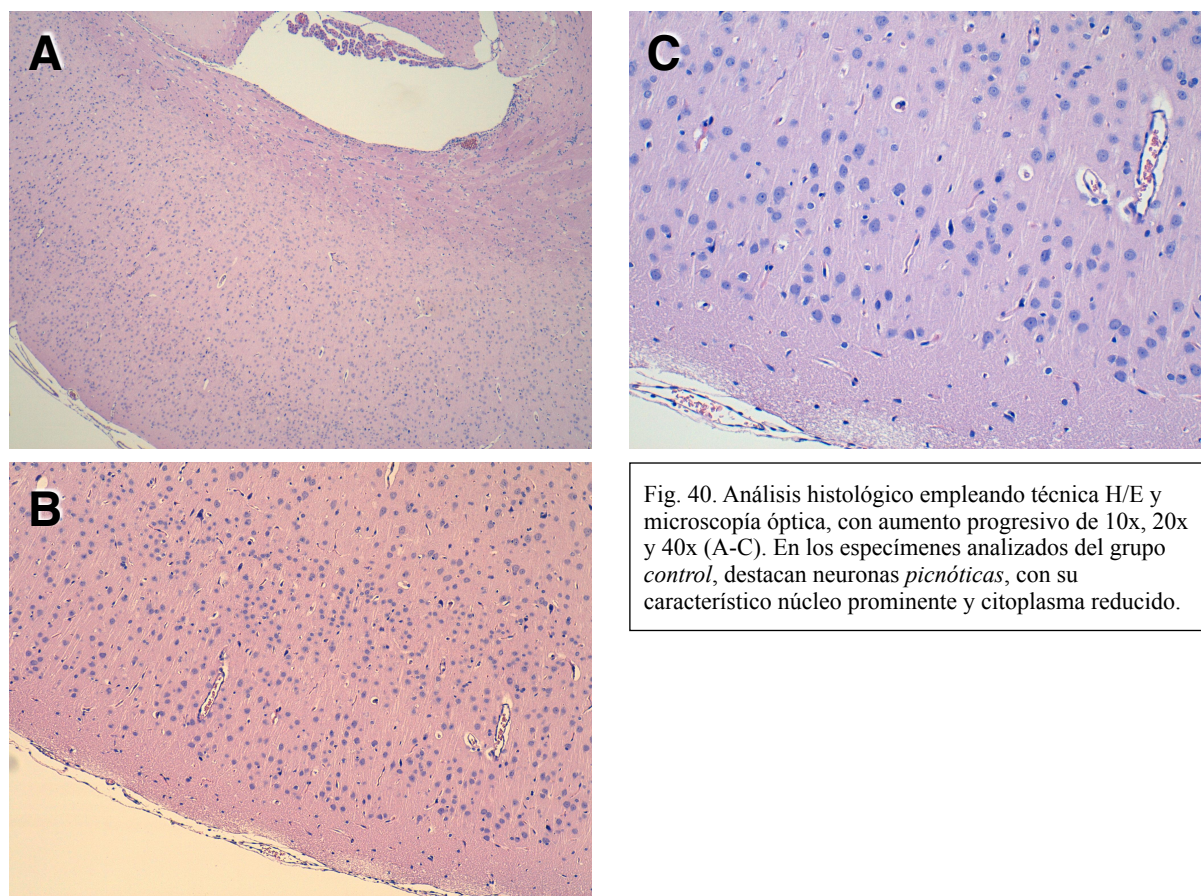 A
C
B
Fig. 40. Análisis histológico empleando técnica H/E y
microscopía óptica, con aumento progresivo de 10x, 20x
y 40x (A-C). En los especímenes analizados del grupo
control, destacan neuronas picnóticas, con su
característico núcleo prominente y citoplasma reducido.